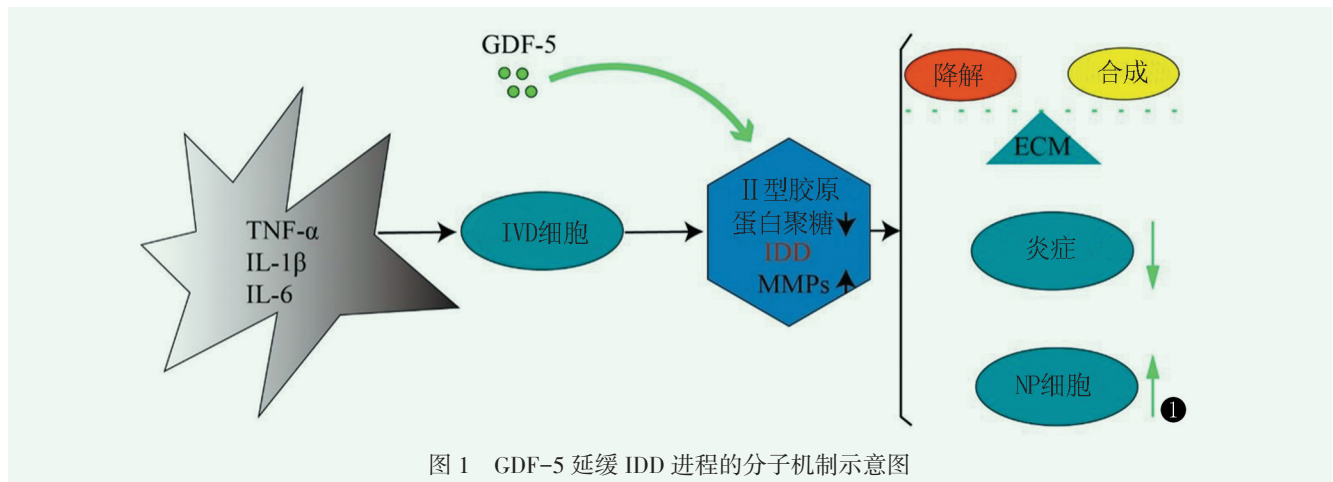 GDF-5
降解
合成
ECM
TNF-α
IL-1β
IL-6
IVD细胞
Ⅱ型胶原
蛋白聚糖
IDD
MMPs
炎症
NP细胞
❶
图 1 GDF-5 延缓 IDD 进程的分子机制示意图